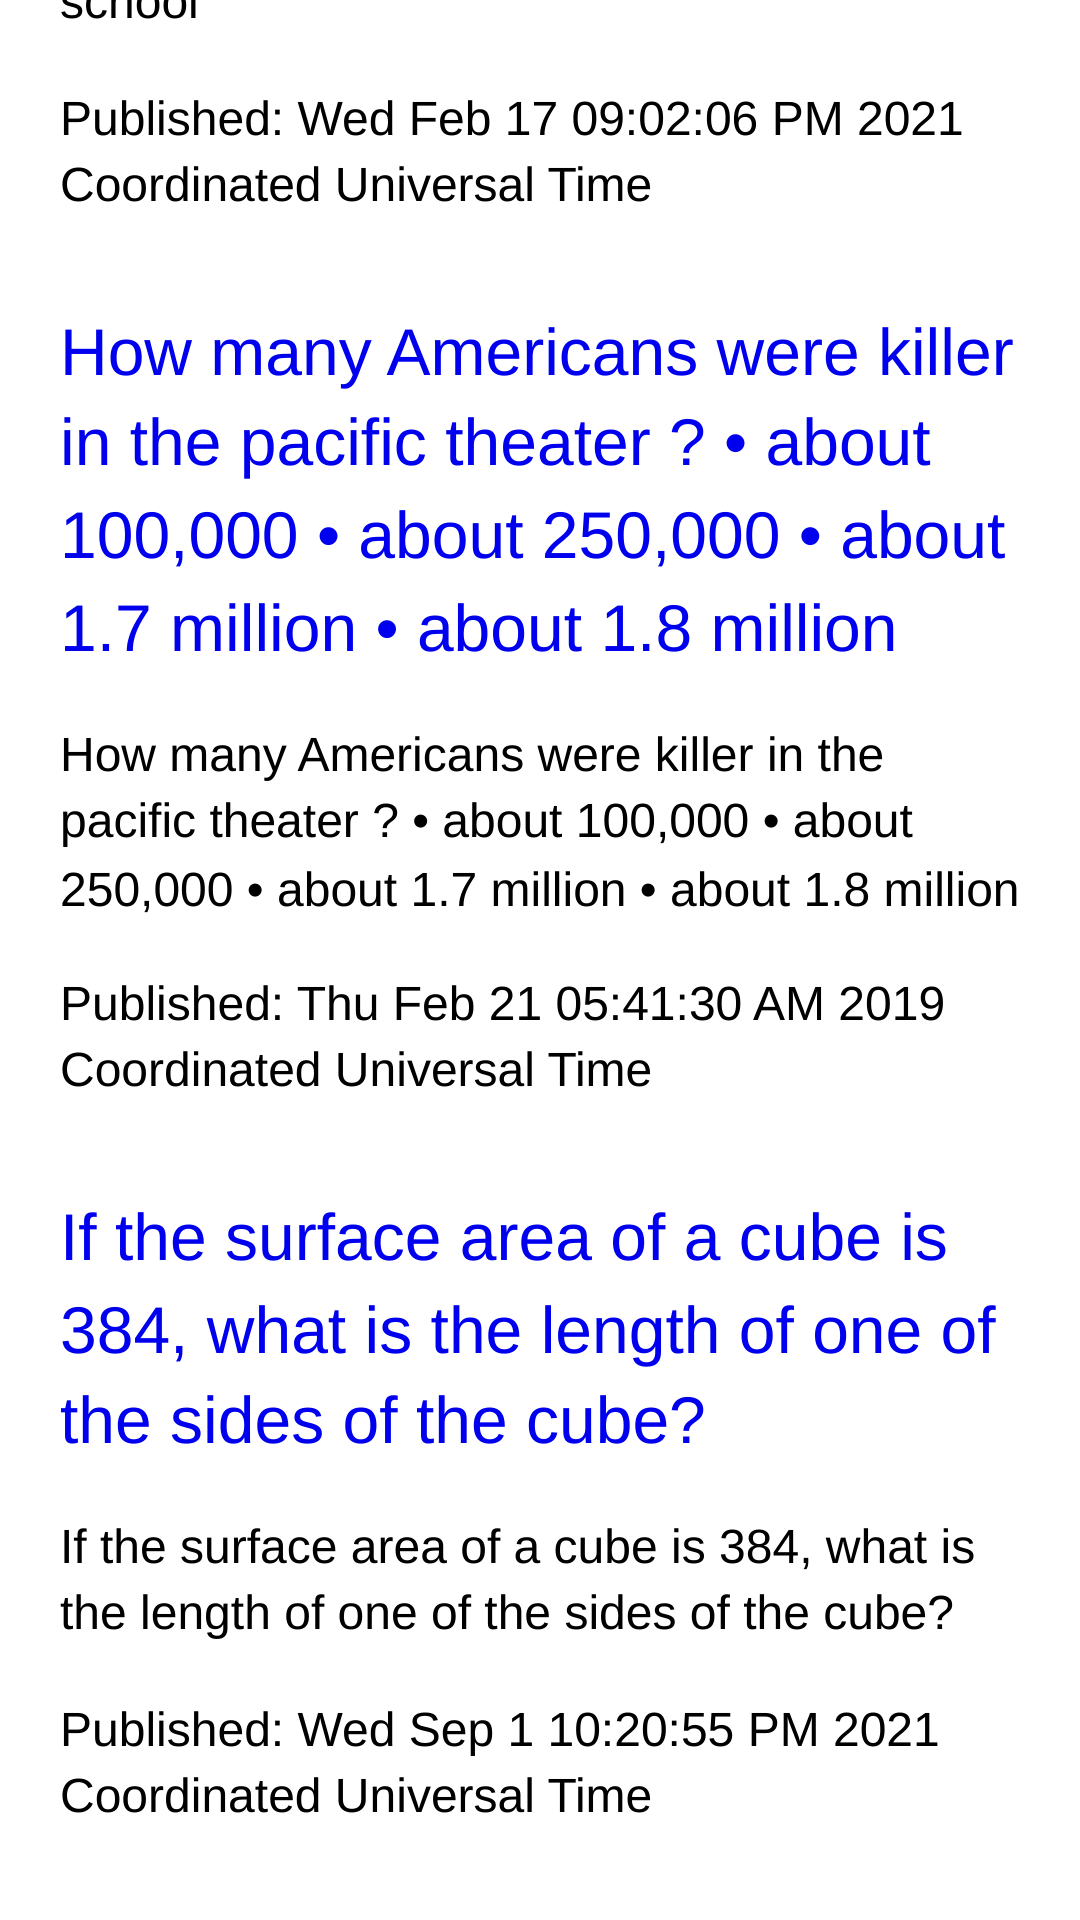 school
Published: Wed Feb 17 09:02:06 PM 2021
Coordinated Universal Time
How many Americans were killer
in the pacific theater ? • about
100,000 • about 250,000 • about
1.7 million • about 1.8 million
How many Americans were killer in the
pacific theater ? • about 100,000 • about
250,000 • about 1.7 million • about 1.8 million
Published: Thu Feb 21 05:41:30 AM 2019
Coordinated Universal Time
If the surface area of a cube is
384, what is the length of one of
the sides of the cube?
If the surface area of a cube is 384, what is
the length of one of the sides of the cube?
Published: Wed Sep 1 10:20:55 PM 2021
Coordinated Universal Time